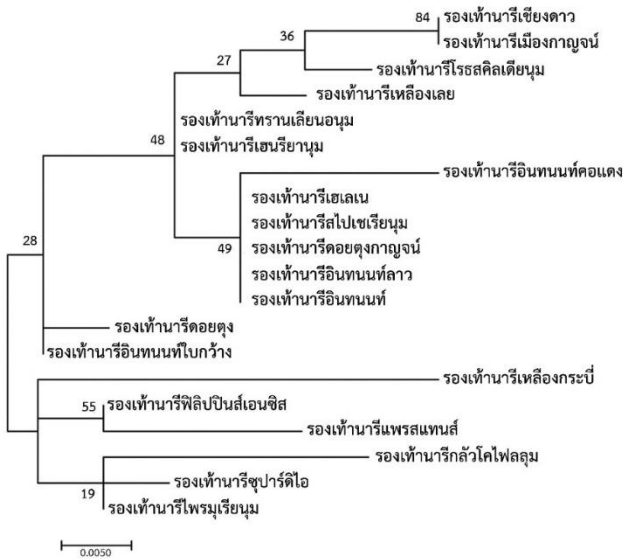 84 รองเท้านารีเชียงดาว
รองเท้านารีเมืองกาญจน์
36
รองเท้านารีโรธสคิลเดียนุม
27
รองเท้านารีเหลืองเลย
รองเท้านารีทรานเลียนอนุม
48
รองเท้านารีเฮนรียานุม
รองเท้านารีอินทนนท์คอแดง
รองเท้านารีเฮเลเน
รองเท้านารีสไปเซเรียนุม
49 รองเท้านารีดอยตุงกาญจน์
รองเท้านารีอินทนนท์ลาว
รองเท้านารีอินทนนท์
28
รองเท้านารีดอยตุง
รองเท้านารีอินทนนท์ใบกว้าง
รองเท้านารีเหลืองกระบี่
55 รองเท้านารีฟิลิปปินส์เอนซิส
รองเท้านารีแพรสแทนส์
รองเท้านารีกลัวโคไฟลลุม
19 รองเท้านารีซุปาร์ดิไอ
รองเท้านารีไพรมุเรียนุม
0.0050